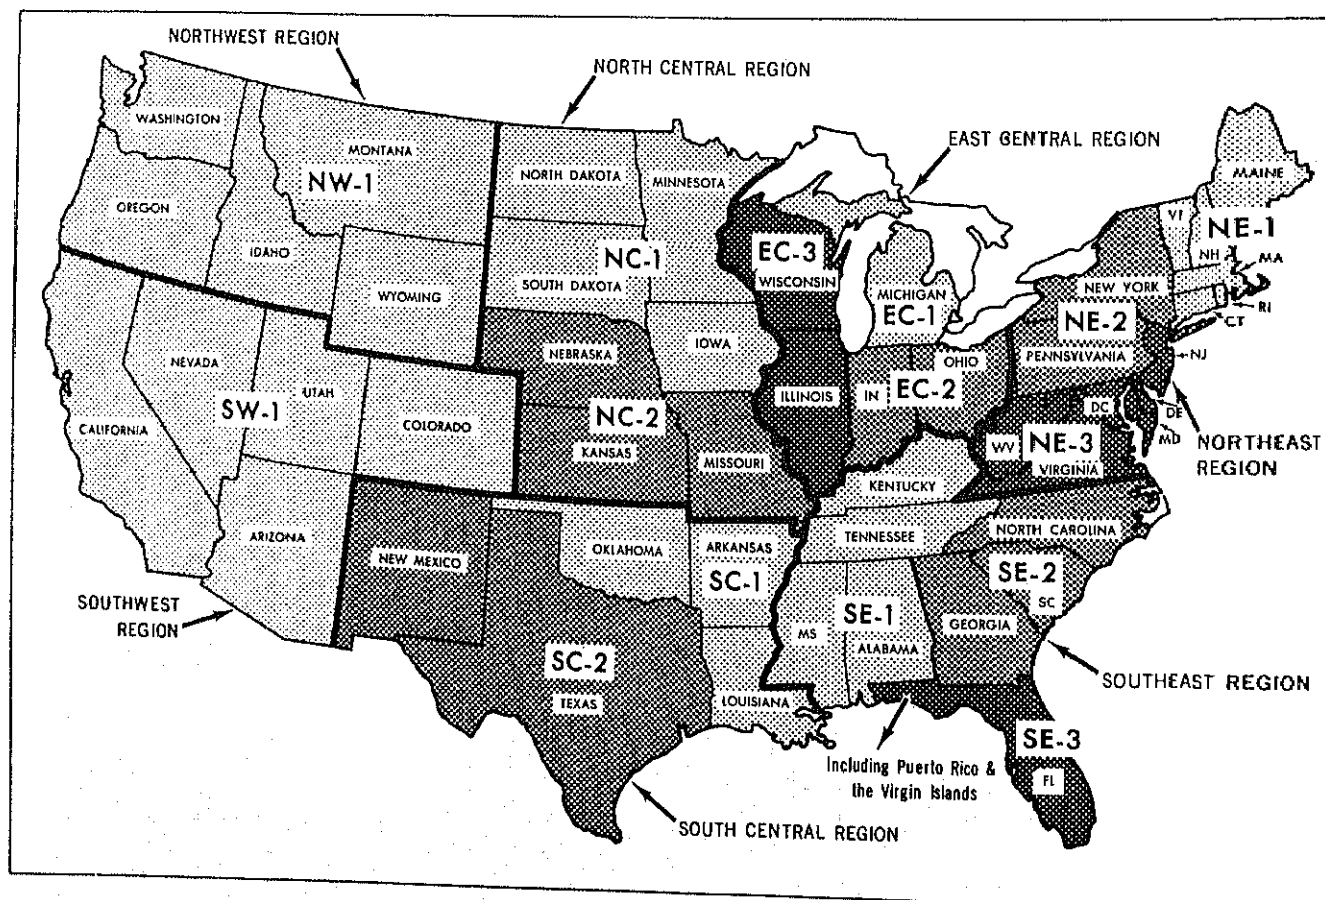 NORTHWEST REGION
NORTH CENTRAL REGION
EAST CENTRAL REGION
WASHINGTON
MONTANA
NW-1
OREGON
IDAHO
WYOMING
NORTH DAKOTA
MINNESOTA
NC-1
SOUTH DAKOTA
IOWA
NEBRASKA
NC-2
KANSAS
MISSOURI
EC-3
WISCONSIN
MICHIGAN
EC-1
ILLINOIS
IN
OHIO
EC-2
MAINE
VT
NE-1
NH
MA
RI
CT
NEW YORK
NE-2
PENNSYLVANIA
NJ
DC
DE
MD
WV
NE-3
VIRGINIA
NORTHEAST
REGION
NEVADA
UTAH
SW-1
CALIFORNIA
COLORADO
ARIZONA
SOUTHWEST
REGION
NEW MEXICO
OKLAHOMA
ARKANSAS
SC-1
SC-2
TEXAS
LOUISIANA
SOUTH CENTRAL REGION
KENTUCKY
TENNESSEE
NORTH CAROLINA
SE-2
SC
SE-1
MS
ALABAMA
GEORGIA
SOUTHEAST REGION
SE-3
FL
Including Puerto Rico &
the Virgin Islands